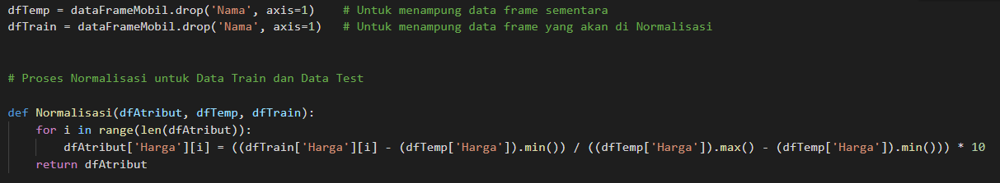 dfTemp = dataFrameMobil.drop('Nama', axis=1)    # Untuk menampung data frame sementara
dfTrain = dataFrameMobil.drop('Nama', axis=1)   # Untuk menampung data frame yang akan di Normalisasi
# Proses Normalisasi untuk Data Train dan Data Test
def Normalisasi(dfAtribut, dfTemp, dfTrain):
    for i in range(len(dfAtribut)):
        dfAtribut['Harga'][i] = ((dfTrain['Harga'][i] - (dfTemp['Harga']).min()) / ((dfTemp['Harga']).max() - (dfTemp['Harga']).min())) * 10
    return dfAtribut